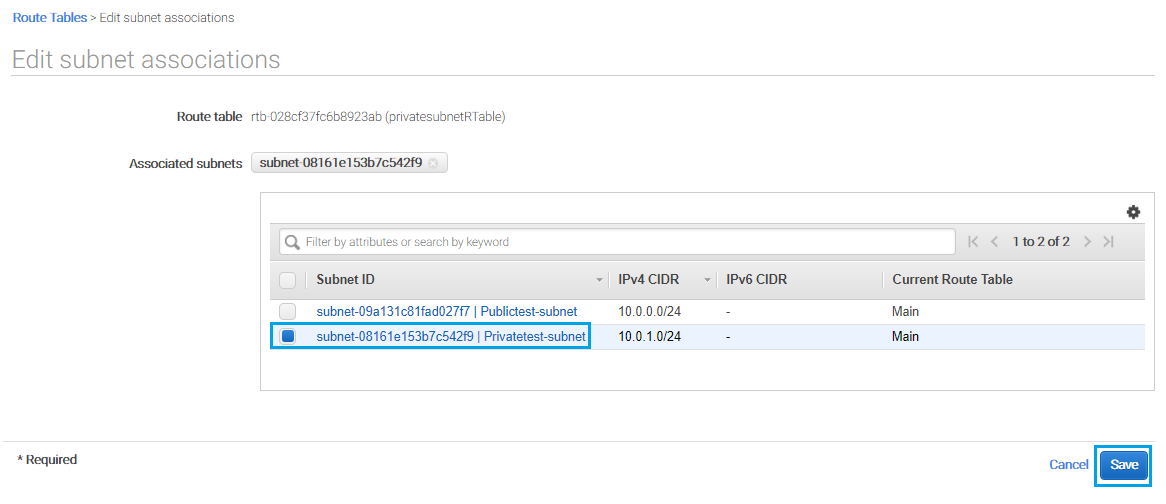 Route Tables > Edit subnet associations
Edit subnet associations
Route table rtb-028cf37fc6b8923ab (privatesubnetRTable)
Associated subnets subnet-08161e153b7c542f9
Filter by attributes or search by keyword 1 to 2 of 2
Subnet ID IPv4 CIDR IPv6 CIDR Current Route Table
subnet-09a131c81fad027f7 | Publictest-subnet 10.0.0.0/24 - Main
subnet-08161e153b7c542f9 | Privatetest-subnet 10.0.1.0/24 - Main
* Required Cancel Save